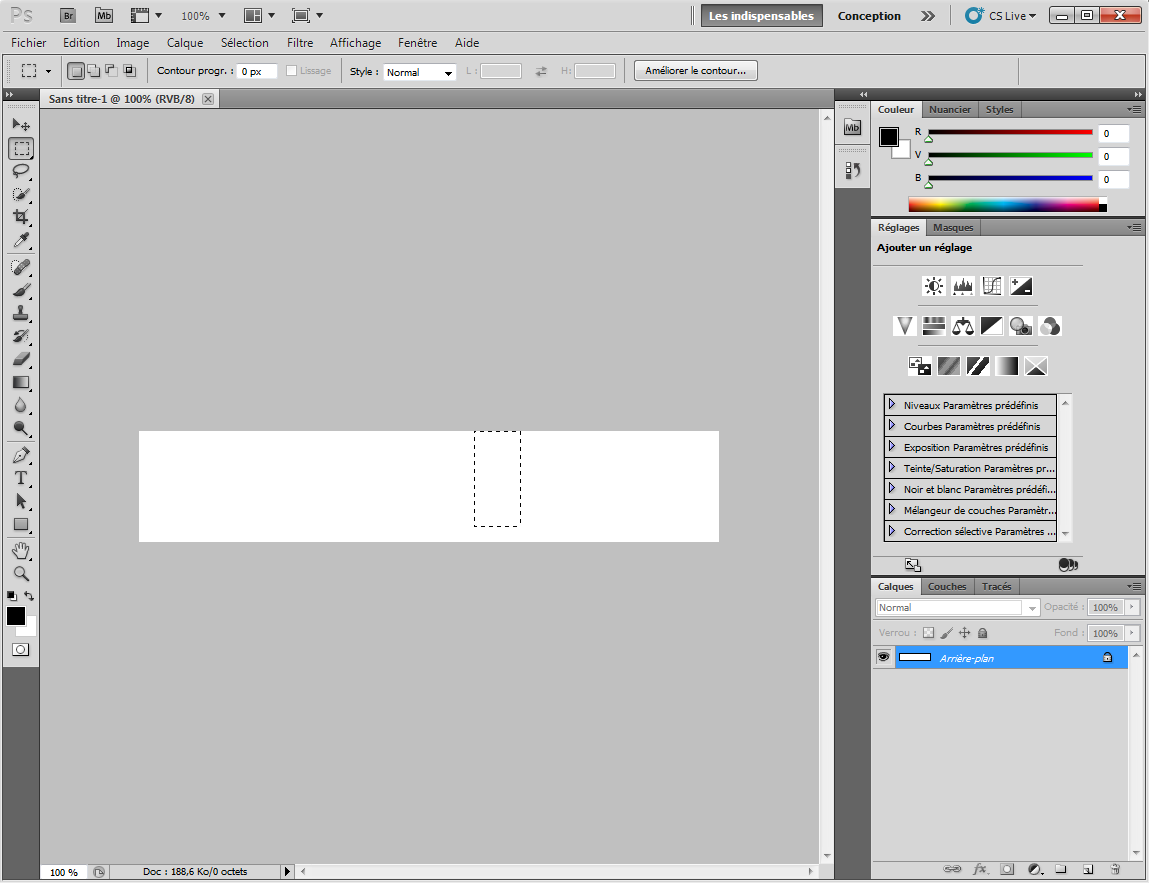 Ps Br Mb 100% Les indispensables Conception CS Live
Fichier Edition Image Calque Sélection Filtre Affichage Fenêtre Aide
Contour progr. : 0 px Lissage Style : Normal L : H: Améliorer le contour...
Sans titre-1 @ 100% (RVB/8)
Mb
T
100 % Doc : 188,6 Ko/0 octets
Couleur Nuancier Styles
R 0
V 0
B 0
Réglages Masques
Ajouter un réglage
Niveaux Paramètres prédéfinis
Courbes Paramètres prédéfinis
Exposition Paramètres prédéfinis
Teinte/Saturation Paramètres pr...
Noir et blanc Paramètres prédéfi...
Mélangeur de couches Paramètr...
Correction sélective Paramètres ...
Calques Couches Tracés
Normal Opacité : 100%
Verrou : Fond : 100%
Arrière-plan
fx